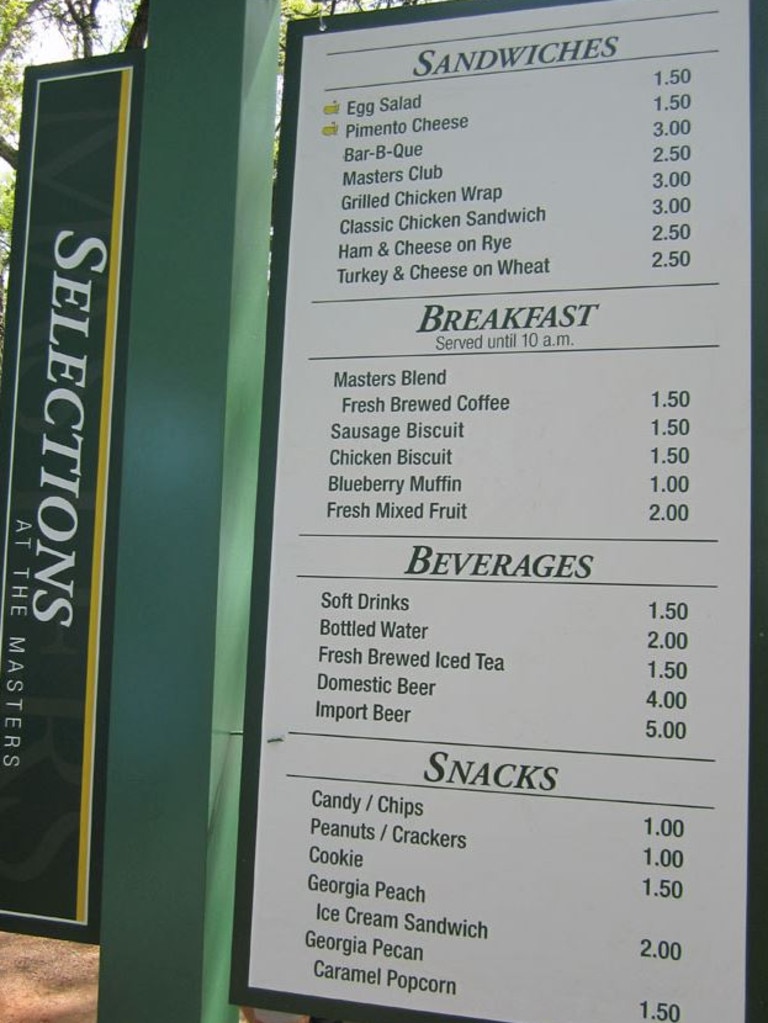 SELECTIONS
AT THE MASTERS
SANDWICHES
Egg Salad 1.50
Pimento Cheese 1.50
Bar-B-Que 3.00
Masters Club 2.50
Grilled Chicken Wrap 3.00
Classic Chicken Sandwich 3.00
Ham & Cheese on Rye 2.50
Turkey & Cheese on Wheat 2.50
BREAKFAST
Served until 10 a.m.
Masters Blend
Fresh Brewed Coffee 1.50
Sausage Biscuit 1.50
Chicken Biscuit 1.50
Blueberry Muffin 1.00
Fresh Mixed Fruit 2.00
BEVERAGES
Soft Drinks 1.50
Bottled Water 2.00
Fresh Brewed Iced Tea 1.50
Domestic Beer 4.00
Import Beer 5.00
SNACKS
Candy / Chips 1.00
Peanuts / Crackers 1.00
Cookie 1.50
Georgia Peach
Ice Cream Sandwich 2.00
Georgia Pecan
Caramel Popcorn 1.50